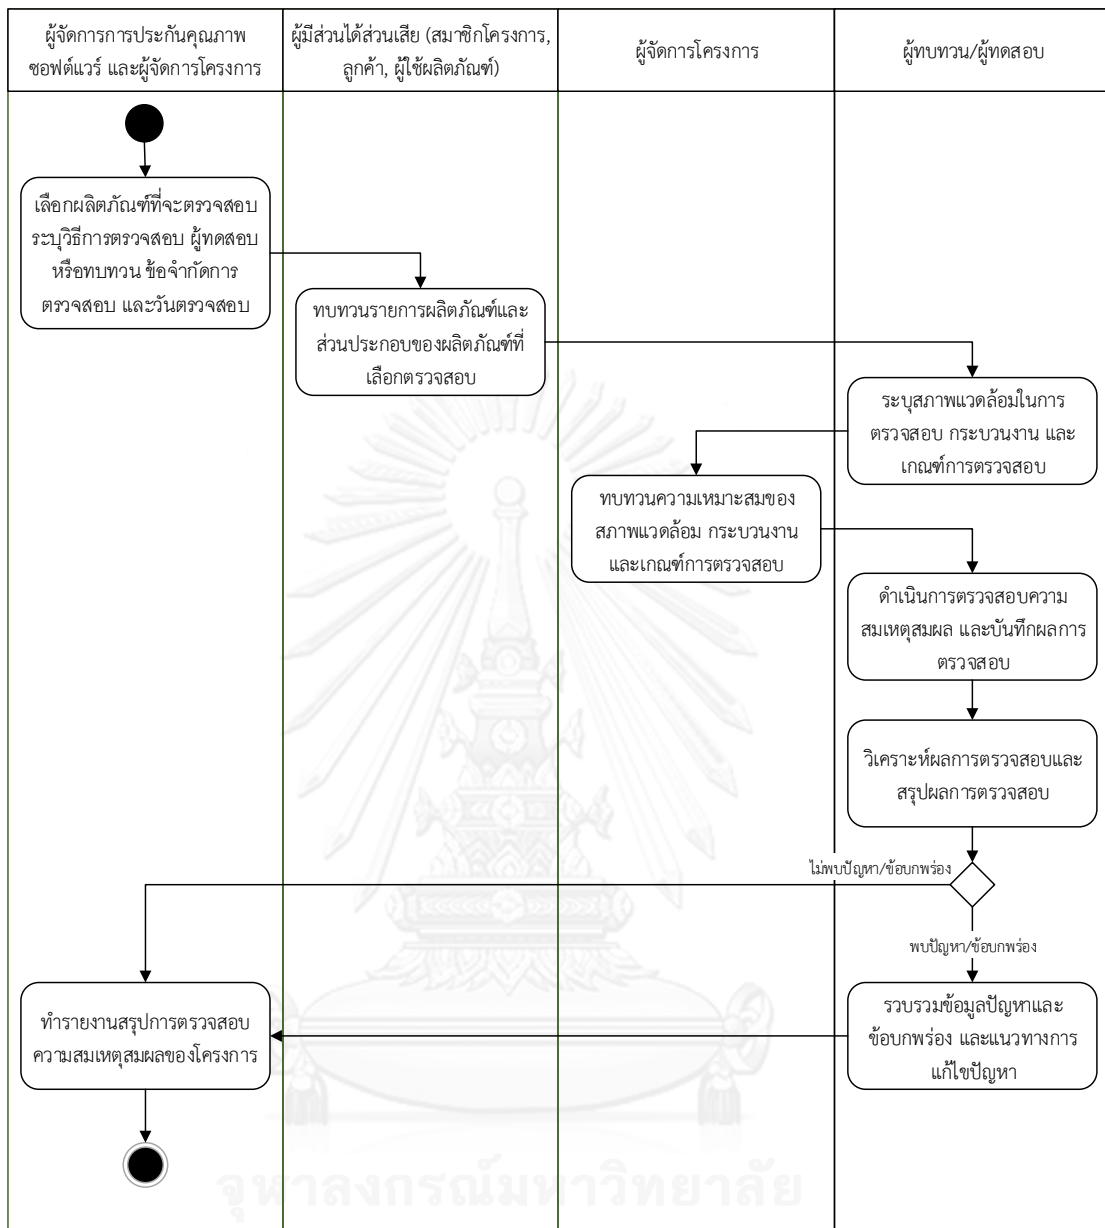 ผู้จัดการการประกันคุณภาพ
ซอฟต์แวร์ และผู้จัดการโครงการ
ผู้มีส่วนได้ส่วนเสีย (สมาชิกโครงการ,
ลูกค้า, ผู้ใช้ผลิตภัณฑ์)
ผู้จัดการโครงการ
ผู้ทบทวน/ผู้ทดสอบ
เลือกผลิตภัณฑ์ที่จะตรวจสอบ
ระบุวิธีการตรวจสอบ ผู้ทดสอบ
หรือทบทวน ข้อจำกัดการ
ตรวจสอบ และวันตรวจสอบ
ทบทวนรายการผลิตภัณฑ์และ
ส่วนประกอบของผลิตภัณฑ์ที่
เลือกตรวจสอบ
ระบุสภาพแวดล้อมในการ
ตรวจสอบ กระบวนงาน และ
เกณฑ์การตรวจสอบ
ทบทวนความเหมาะสมของ
สภาพแวดล้อม กระบวนงาน
และเกณฑ์การตรวจสอบ
ดำเนินการตรวจสอบความ
สมเหตุสมผล และบันทึกผลการ
ตรวจสอบ
วิเคราะห์ผลการตรวจสอบและ
สรุปผลการตรวจสอบ
ไม่พบปัญหา/ข้อบกพร่อง
พบปัญหา/ข้อบกพร่อง
รวบรวมข้อมูลปัญหาและ
ข้อบกพร่อง และแนวทางการ
แก้ไขปัญหา
ทำรายงานสรุปการตรวจสอบ
ความสมเหตุสมผลของโครงการ
จุฬาลงกรณ์มหาวิทยาลัย